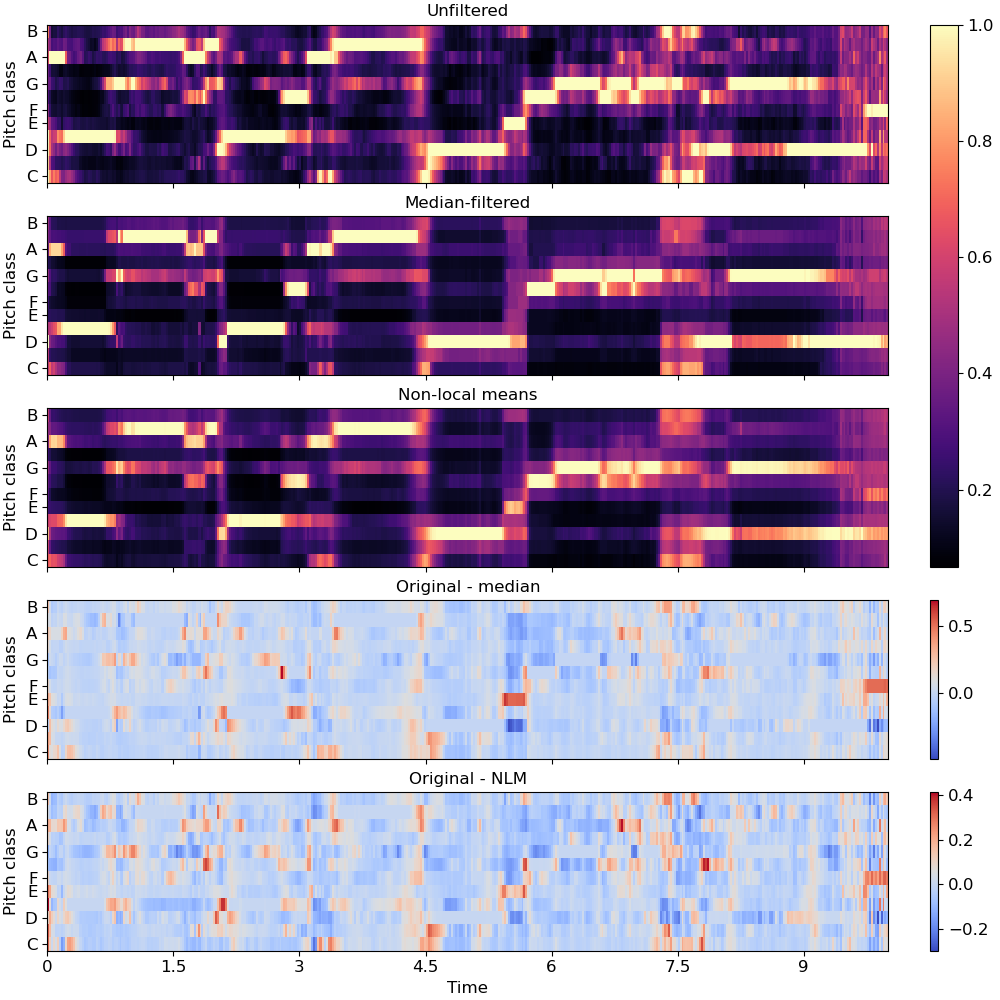 Unfiltered
B
A
G
F
E
D
C
Pitch class
1.0
0.8
0.6
0.4
0.2
Median-filtered
B
A
G
F
E
D
C
Pitch class
Non-local means
B
A
G
F
E
D
C
Pitch class
Original - median
B
A
G
F
E
D
C
Pitch class
0.5
0.0
Original - NLM
B
A
G
F
E
D
C
Pitch class
0.4
0.2
0.0
−0.2
0 1.5 3 4.5 6 7.5 9
Time